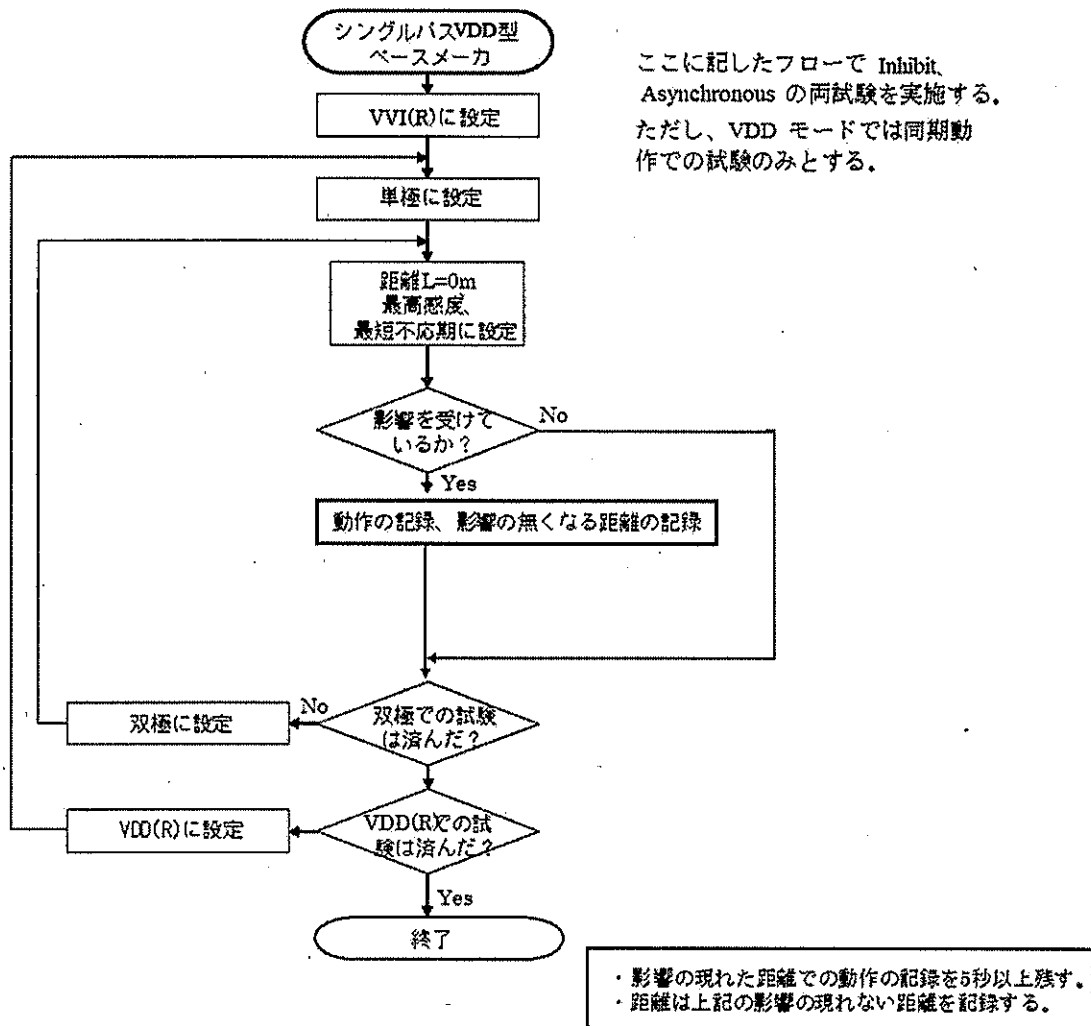 シングルパスVDD型
ペースメーカ
ここに記したフローで Inhibit、
Asynchronous の両試験を実施する。
ただし、VDD モードでは同期動
作での試験のみとする。
VVI(R)に設定
単極に設定
距離L=0m
最高感度、
最短不応期に設定
影響を受けて
いるか？
No
Yes
動作の記録、影響の無くなる距離の記録
双極での試験
は済んだ？
No
双極に設定
VDD(R)での試
験は済んだ？
VDD(R)に設定
Yes
終了
・影響の現れた距離での動作の記録を5秒以上残す。
・距離は上記の影響の現れない距離を記録する。